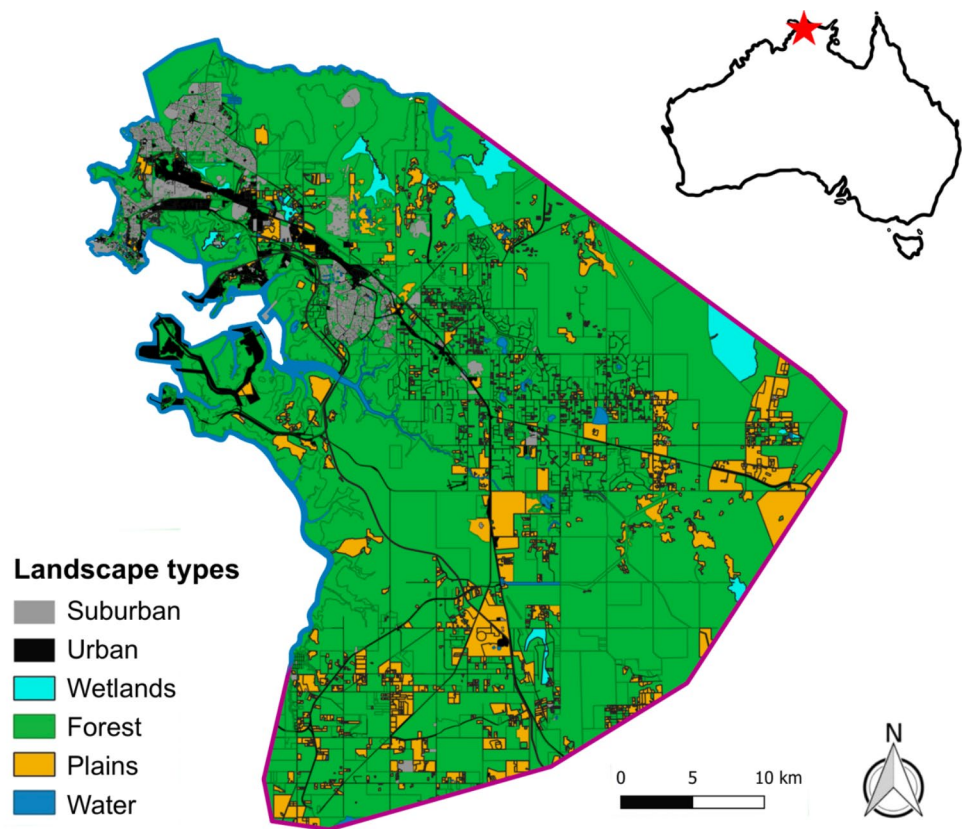 Landscape types
Suburban
Urban
Wetlands
Forest
Plains
Water
0 5 10 km
N